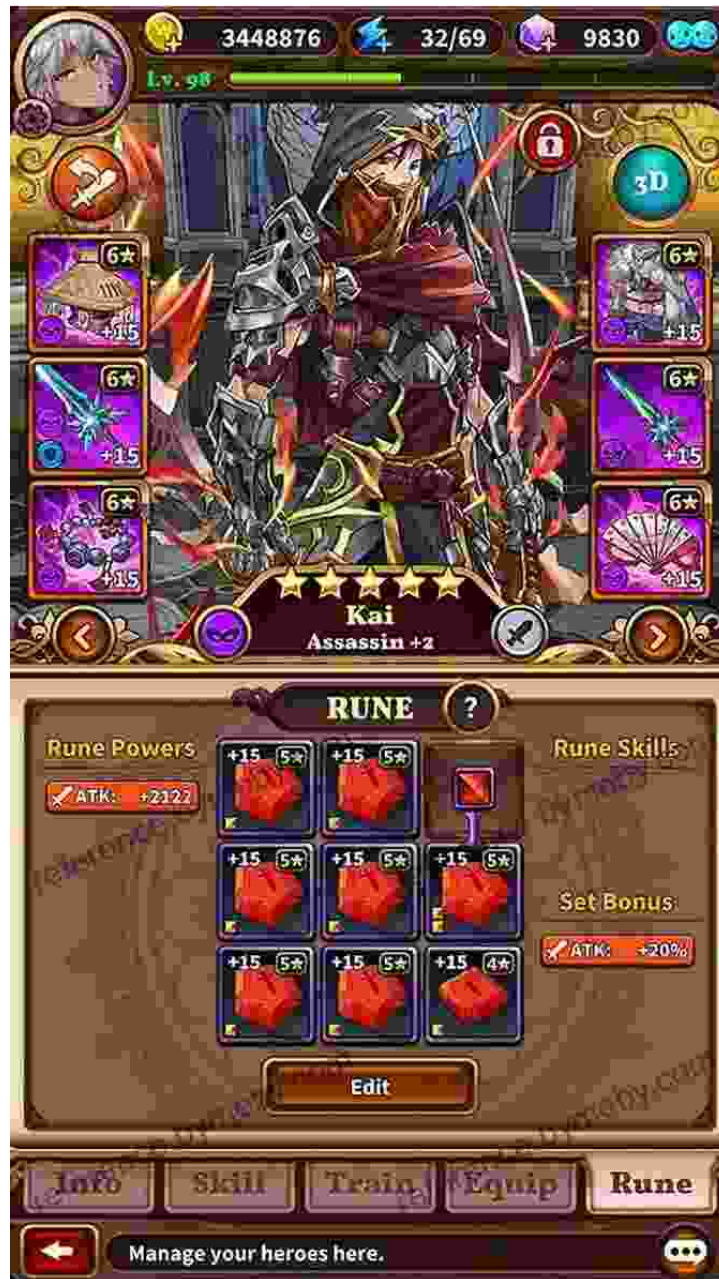 3448876
32/69
9830
Lv. 98
3D
6★
+15
6★
+15
6★
+15
6★
+15
6★
+15
6★
+15
Kai
Assassin +2
RUNE
?
Rune Powers
ATK: +2122
Rune Skills
Set Bonus
ATK: +20%
+15 5★
+15 5★
+15 5★
+15 5★
+15 5★
+15 5★
+15 5★
+15 4★
Edit
Info
Skill
Train
Equip
Rune
Manage your heroes here.
reference.bymoby.com